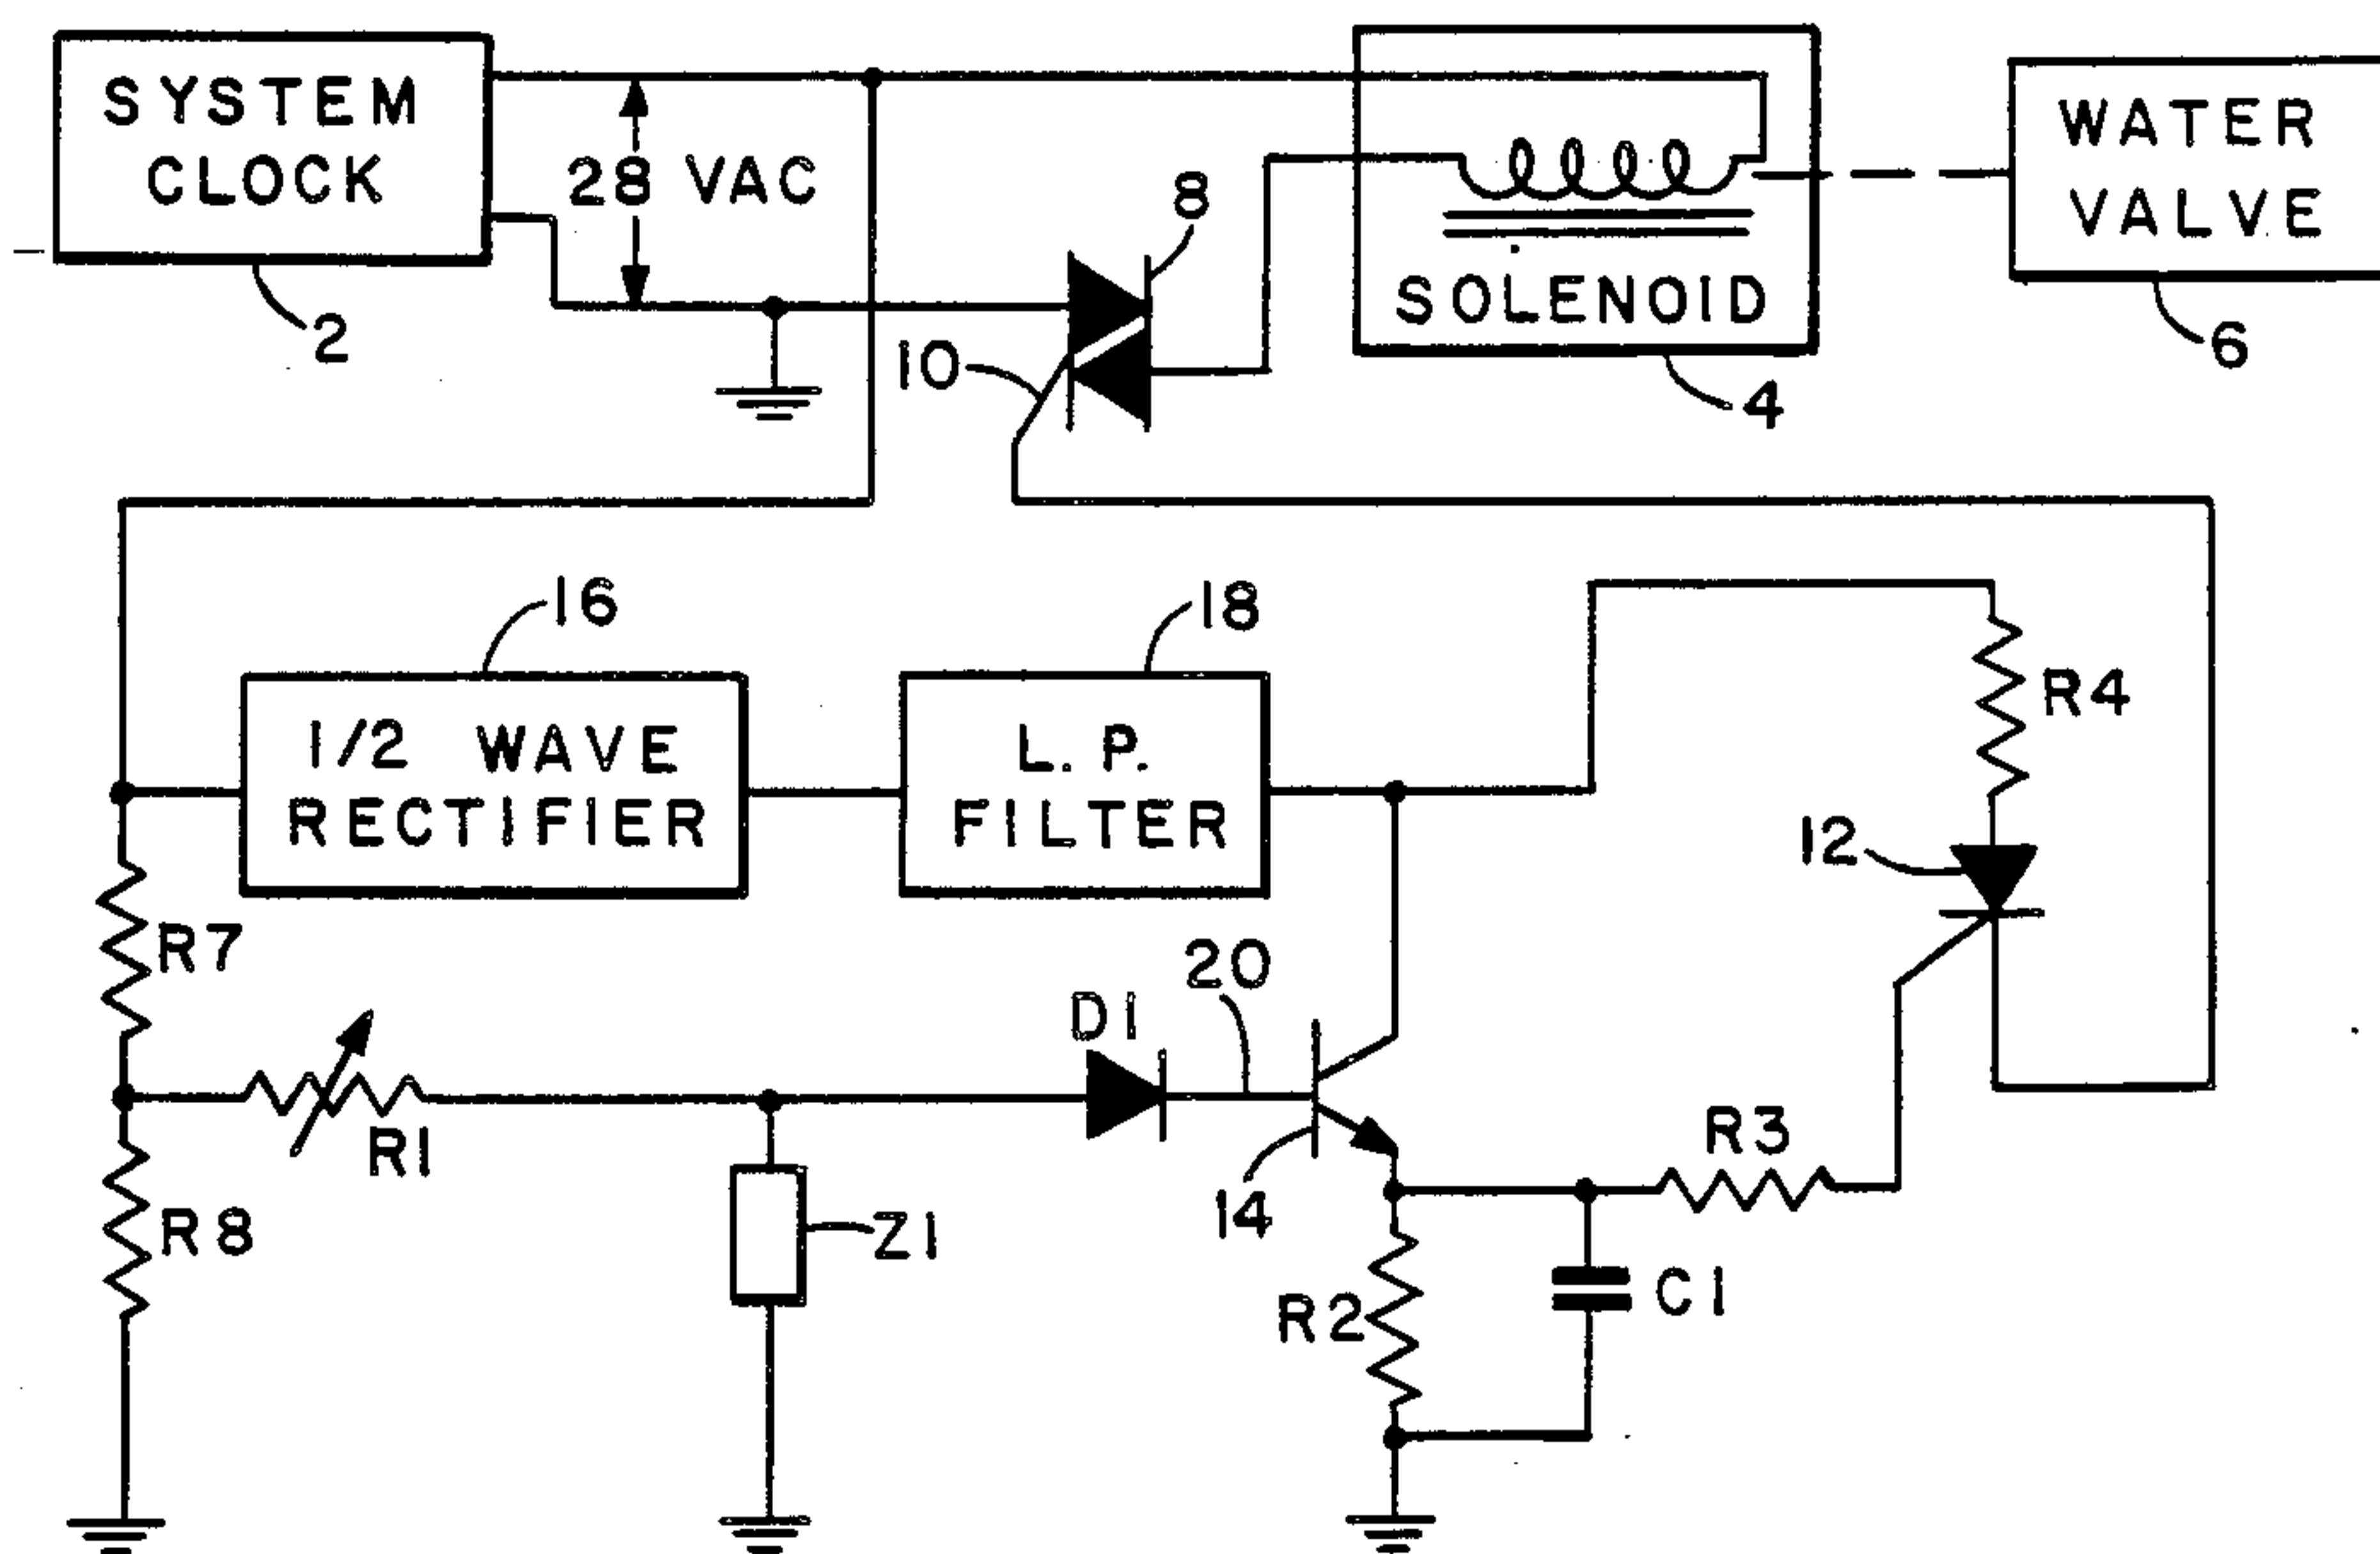 SYSTEM
CLOCK
2
28 VAC
8
10
SOLENOID
4
WATER
VALVE
6
16
1/2 WAVE
RECTIFIER
18
L. P.
FILTER
R4
12
R7
R1
R8
Z1
D1
20
14
R3
R2
C1